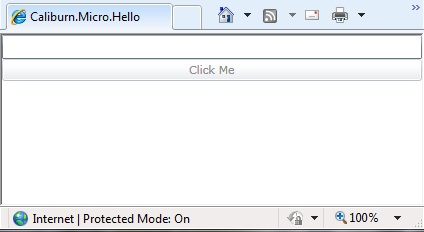 Caliburn.Micro.Hello
Click Me
Internet | Protected Mode: On
100%